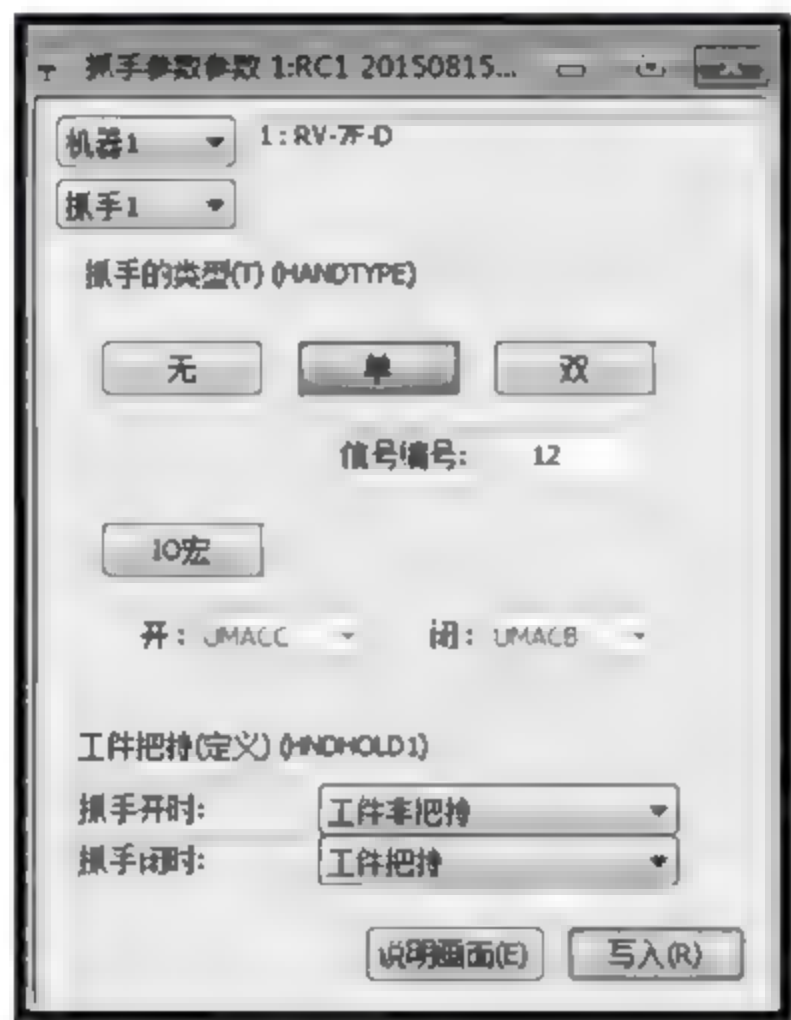 抓手参数参数 1:RC1 20150815...
机器1 1:RV-7F-D
抓手1
抓手的类型(T) (HANDTYPE)
无 单 双
信号编号: 12
IO宏
开: UMACC 闭: UMACB
工件把持(定义) (HNDHOLD1)
抓手开时: 工件非把持
抓手闭时: 工件把持
说明画面(E) 写入(R)